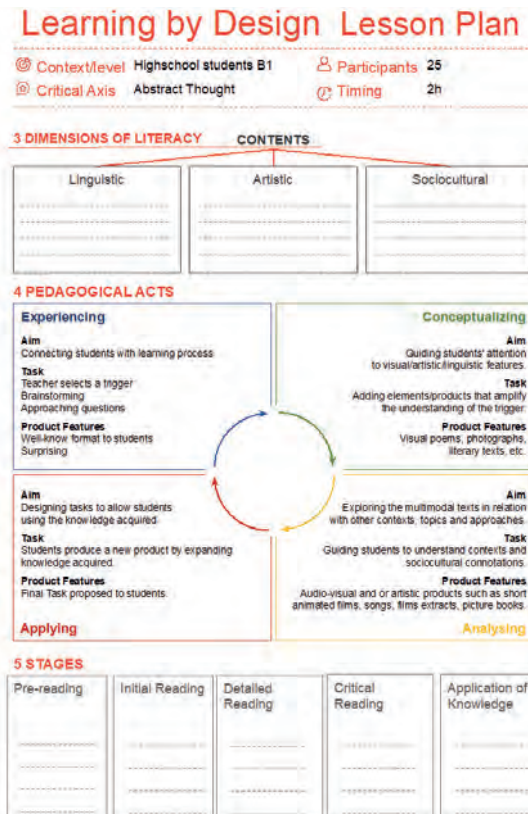 Learning by Design Lesson Plan
Context/level Highschool students B1
Participants 25
Critical Axis Abstract Thought
Timing 2h
3 DIMENSIONS OF LITERACY
CONTENTS
Linguistic
Artistic
Sociocultural
4 PEDAGOGICAL ACTS
Experiencing
Aim
Connecting students with learning process
Task
Teacher selects a trigger
Brainstorming
Approaching questions
Product Features
Well-know format to students
Surprising
Conceptualizing
Aim
Guiding students' attention
to visual/artistic/linguistic features.
Task
Adding elements/products that amplify
the understanding of the trigger.
Product Features
Visual poems, photographs,
literary texts, etc.
Aim
Designing tasks to allow students
using the knowledge acquired
Task
Students produce a new product by expanding
knowledge acquired.
Product Features
Final Task proposed to students.
Applying
Aim
Exploring the multimodal texts in relation
with other contexts, topics and approaches.
Task
Guiding students to understand contexts and
sociocultural connotations.
Product Features
Audio-visual and or artistic products such as short
animated films, songs, films extracts, picture books.
Analysing
5 STAGES
Pre-reading
Initial Reading
Detailed
Reading
Critical
Reading
Application of
Knowledge